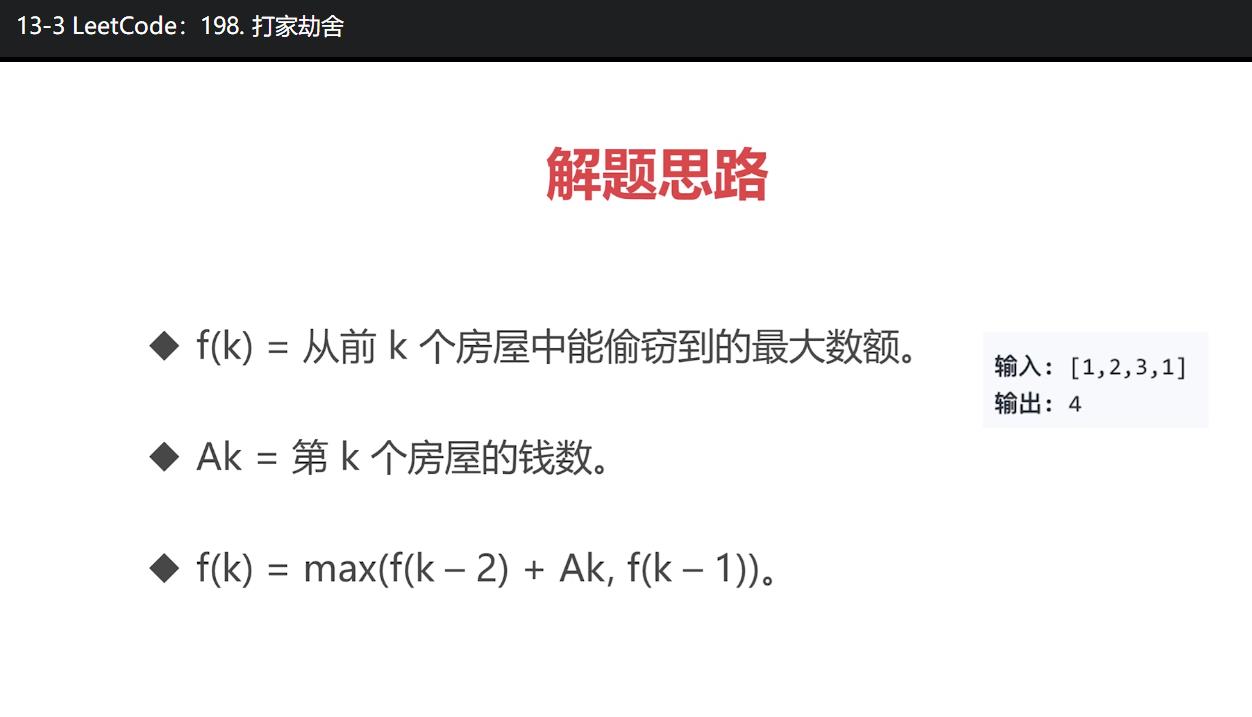 13-3 LeetCode：198. 打家劫舍
解题思路
◆ f(k) = 从前 k 个房屋中能偷窃到的最大数额。
输入: [1,2,3,1]
输出: 4
◆ Ak = 第 k 个房屋的钱数。
◆ f(k) = max(f(k – 2) + Ak, f(k – 1))。